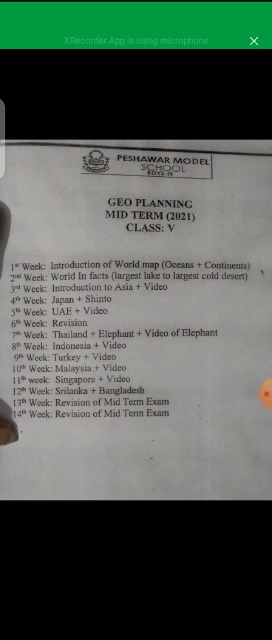 XRecorder App is using microphone
PESHAWAR MODEL
SCHOOL
BOYS-III
GEO PLANNING
MID TERM (2021)
CLASS: V
1st Week: Introduction of World map (Oceans + Continents)
2nd Week: World In facts (largest lake to largest cold desert)
3rd Week: Introduction to Asia + Video
4th Week: Japan + Shinto
5th Week: UAE + Video
6th Week: Revision
7th Week: Thailand + Elephant + Video of Elephant
8th Week: Indonesia + Video
9th Week: Turkey + Video
10th Week: Malaysia + Video
11th week: Singapore + Video
12th Week: Srilanka + Bangladesh
13th Week: Revision of Mid Term Exam
14th Week: Revision of Mid Term Exam